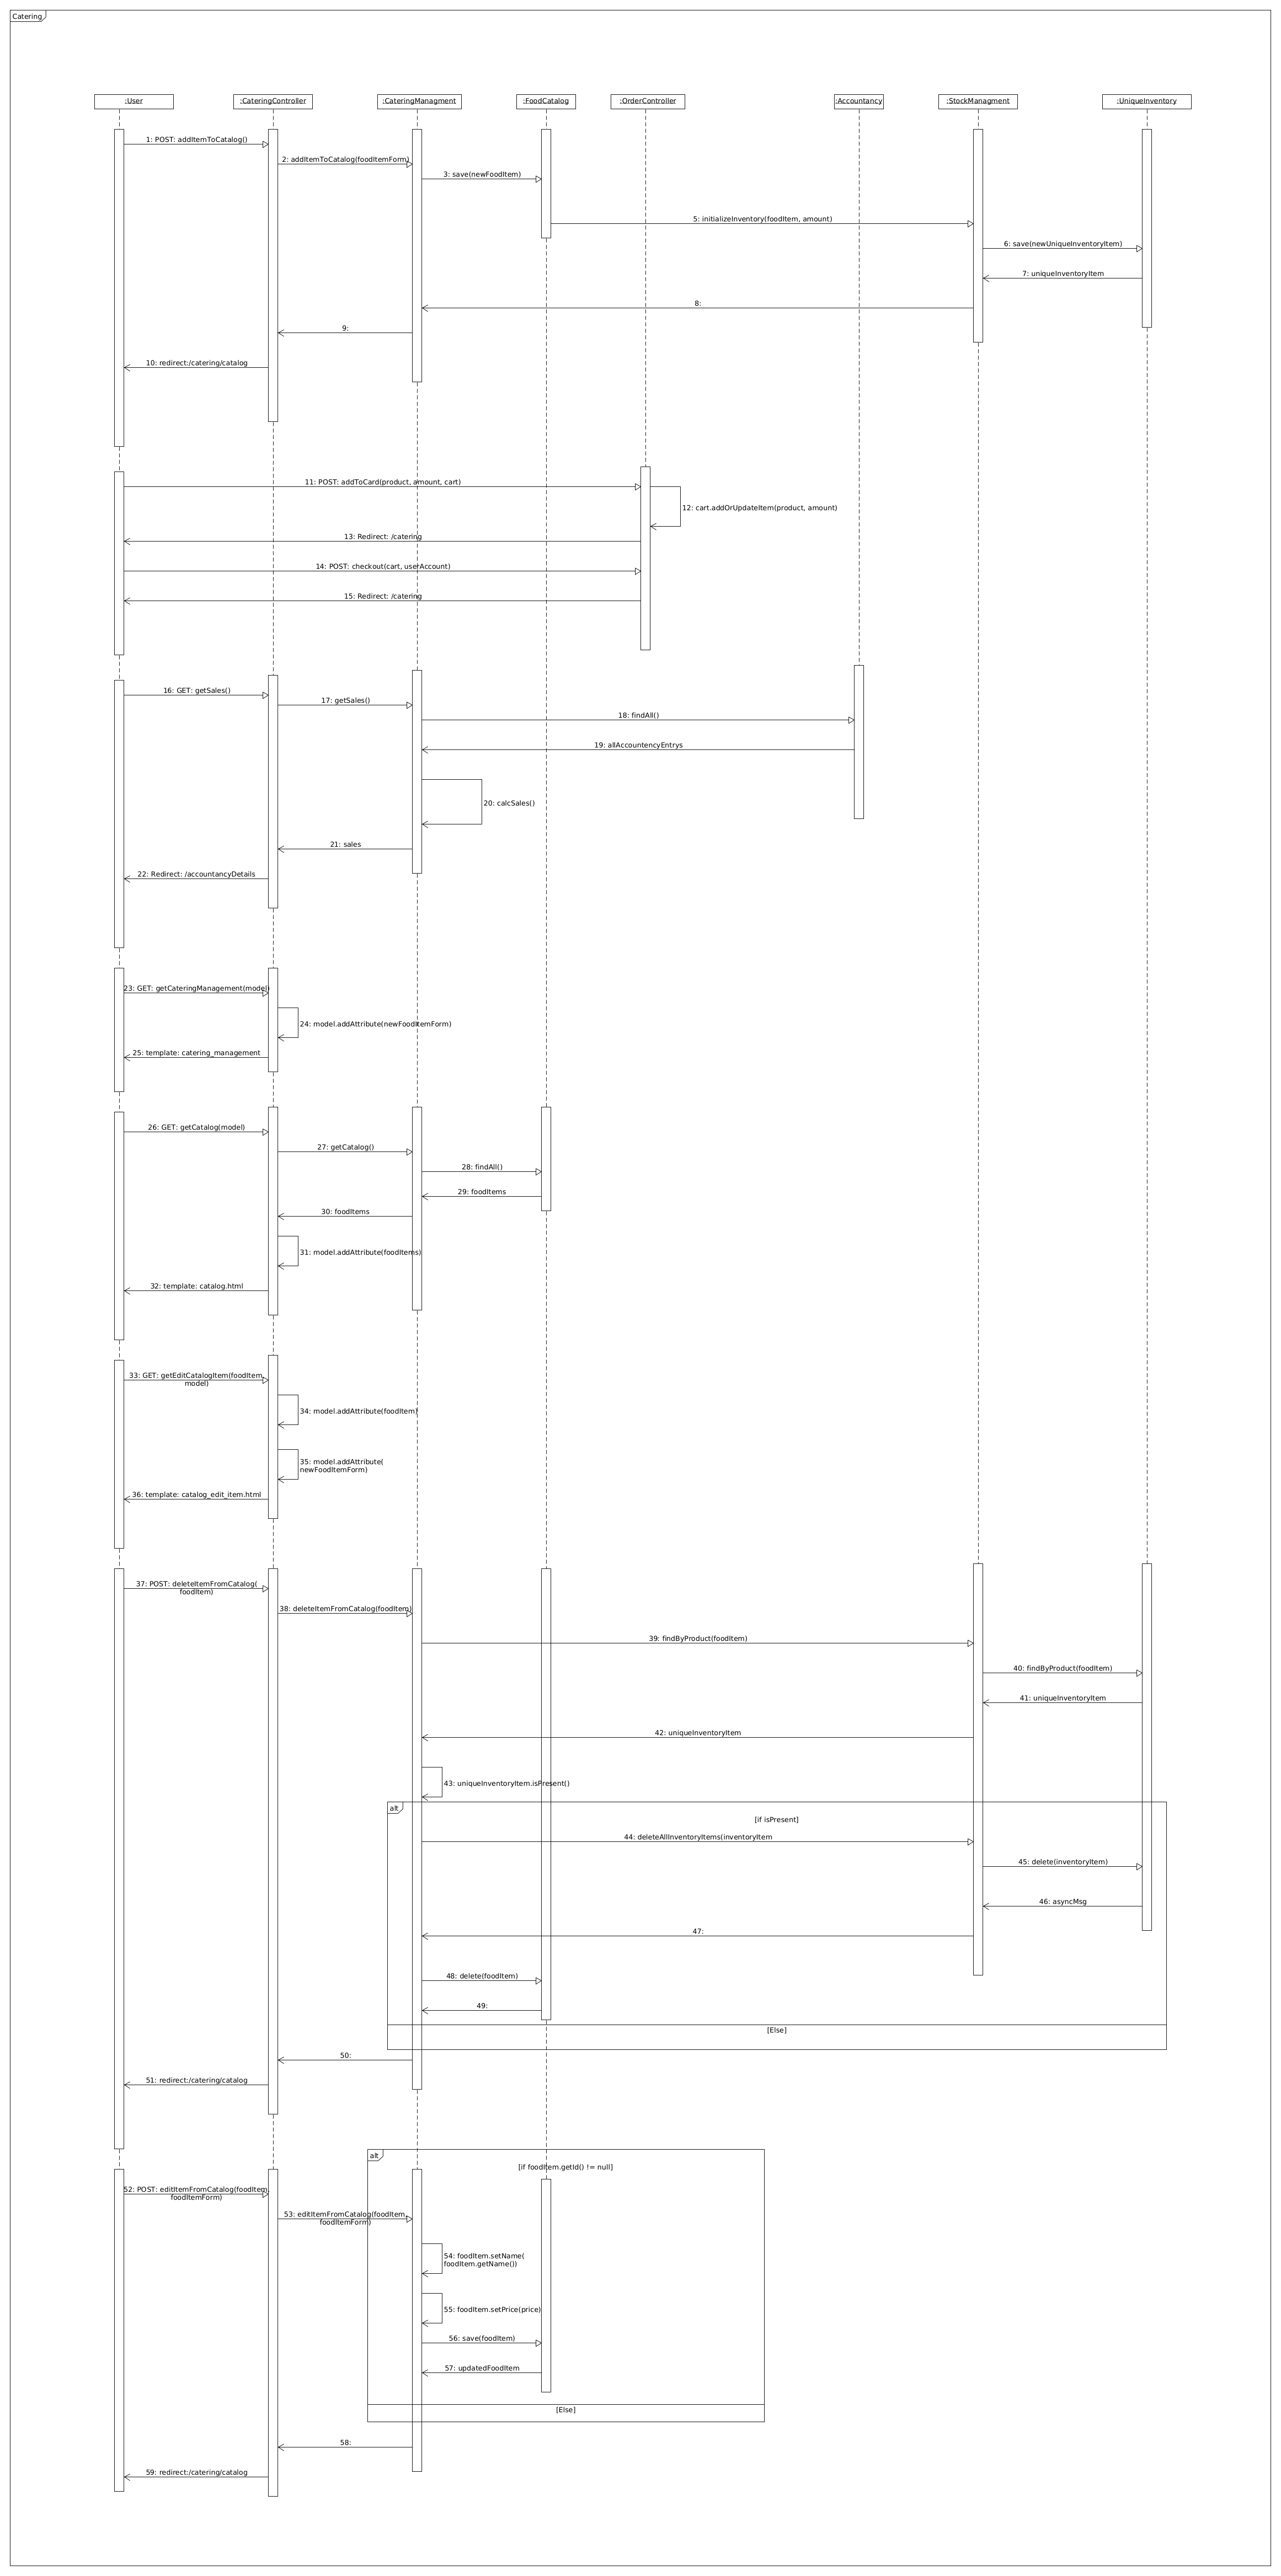 Catering
:User
:CateringController
:CateringManagment
:FoodCatalog
:OrderController
:Accountancy
:StockManagment
:UniqueInventory
1: POST: addItemToCatalog()
2: addItemToCatalog(foodItemForm)
3: save(newFoodItem)
5: initializeInventory(foodItem, amount)
6: save(newUniqueInventoryItem)
7: uniqueInventoryItem
8:
9:
10: redirect:/catering/catalog
11: POST: addToCard(product, amount, cart)
12: cart.addOrUpdateItem(product, amount)
13: Redirect: /catering
14: POST: checkout(cart, userAccount)
15: Redirect: /catering
16: GET: getSales()
17: getSales()
18: findAll()
19: allAccountencyEntrys
20: calcSales()
21: sales
22: Redirect: /accountancyDetails
23: GET: getCateringManagement(model)
24: model.addAttribute(newFoodItemForm)
25: template: catering_management
26: GET: getCatalog(model)
27: getCatalog()
28: findAll()
29: foodItems
30: foodItems
31: model.addAttribute(foodItems)
32: template: catalog.html
33: GET: getEditCatalogItem(foodItem,
model)
34: model.addAttribute(foodItem)
35: model.addAttribute(
newFoodItemForm)
36: template: catalog_edit_item.html
37: POST: deleteItemFromCatalog(
foodItem)
38: deleteItemFromCatalog(foodItem)
39: findByProduct(foodItem)
40: findByProduct(foodItem)
41: uniqueInventoryItem
42: uniqueInventoryItem
43: uniqueInventoryItem.isPresent()
alt
[if isPresent]
44: deleteAllInventoryItems(inventoryItem
45: delete(inventoryItem)
46: asyncMsg
47:
48: delete(foodItem)
49:
[Else]
50:
51: redirect:/catering/catalog
alt
[if foodItem.getId() != null]
52: POST: editItemFromCatalog(foodItem,
foodItemForm)
53: editItemFromCatalog(foodItem,
foodItemForm)
54: foodItem.setName(
foodItem.getName())
55: foodItem.setPrice(price)
56: save(foodItem)
57: updatedFoodItem
[Else]
58:
59: redirect:/catering/catalog